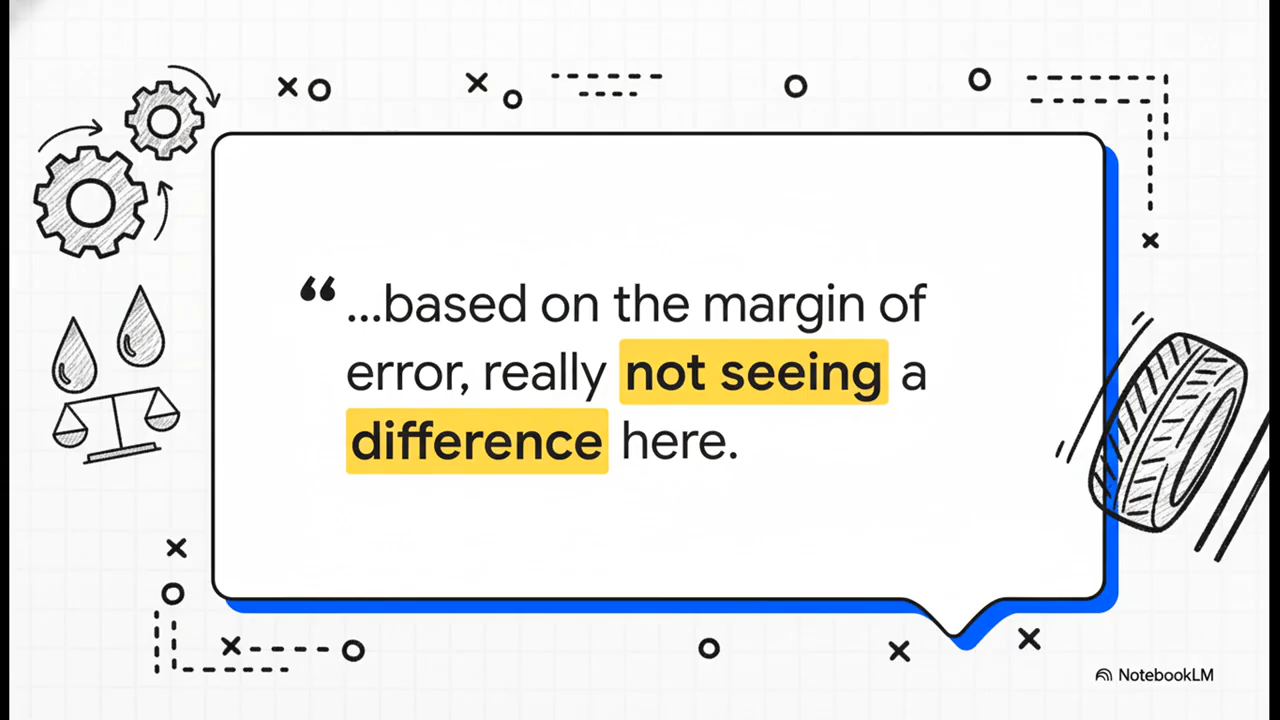 “ ...based on the margin of
error, really not seeing a
difference here.
NotebookLM